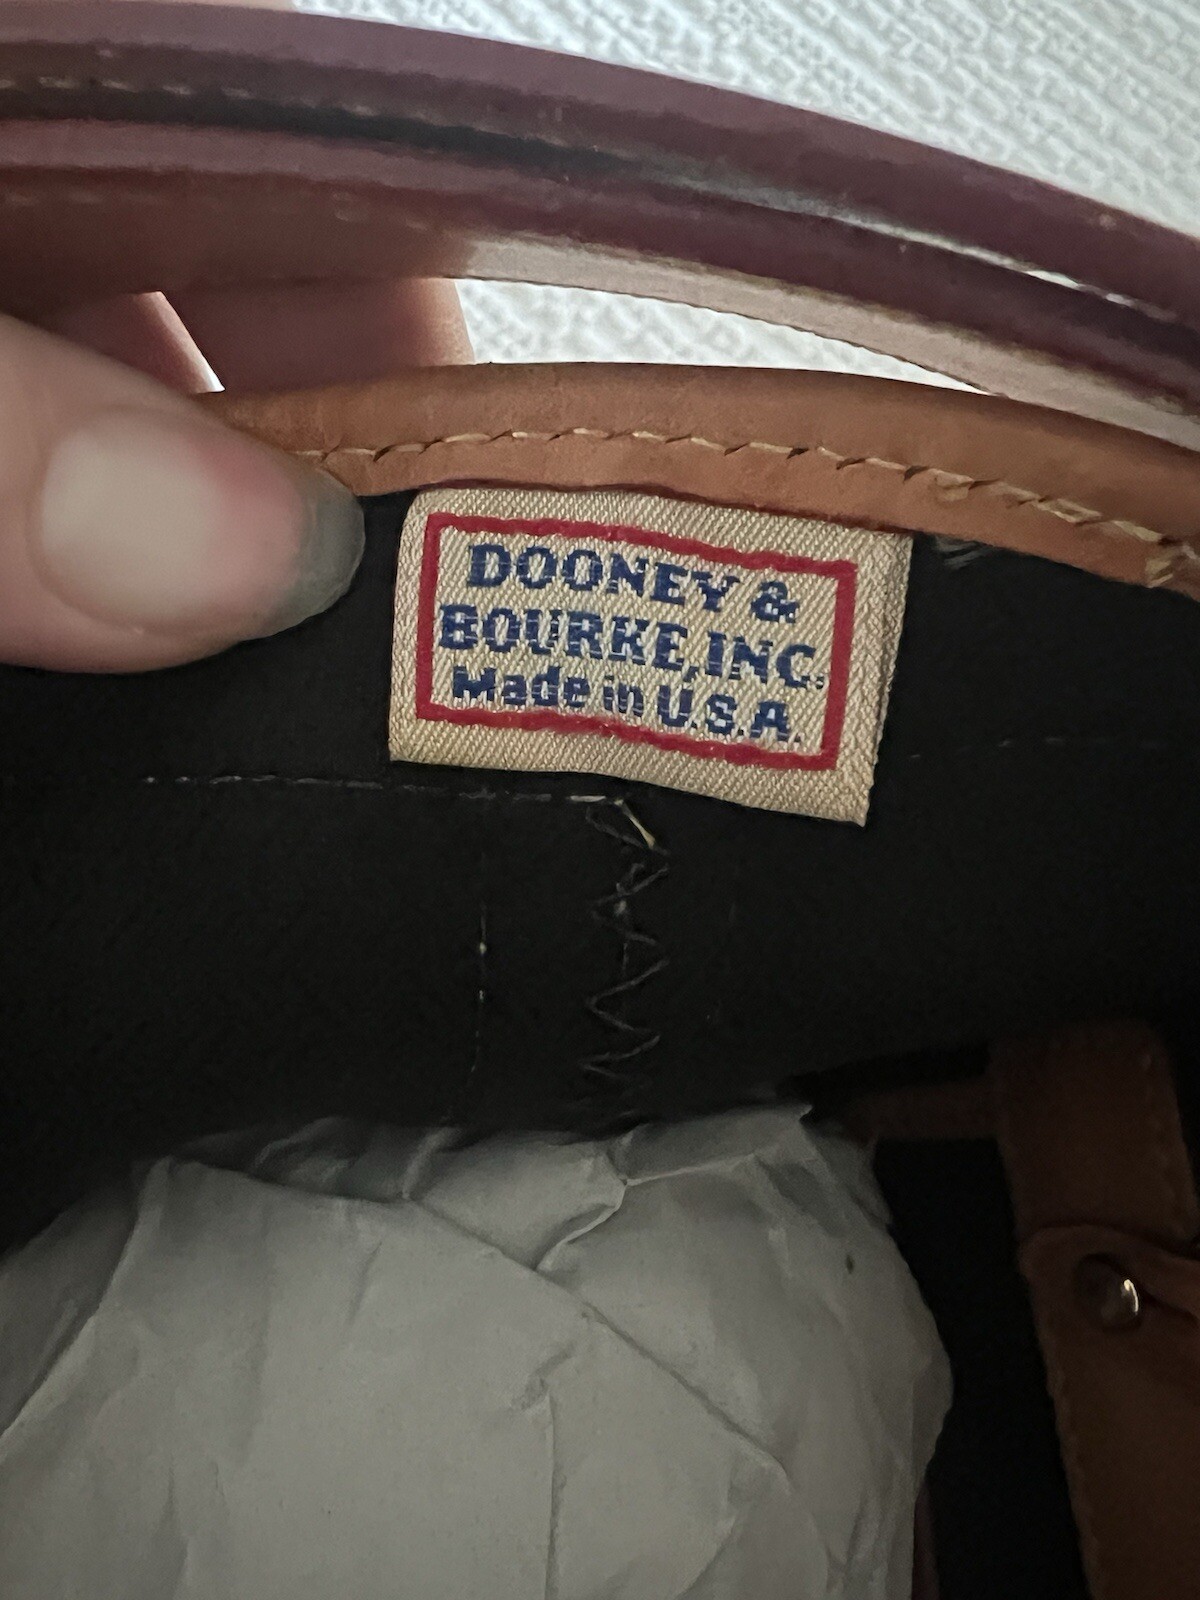 DOONEY &
BOURKE, INC.
Made in U.S.A.